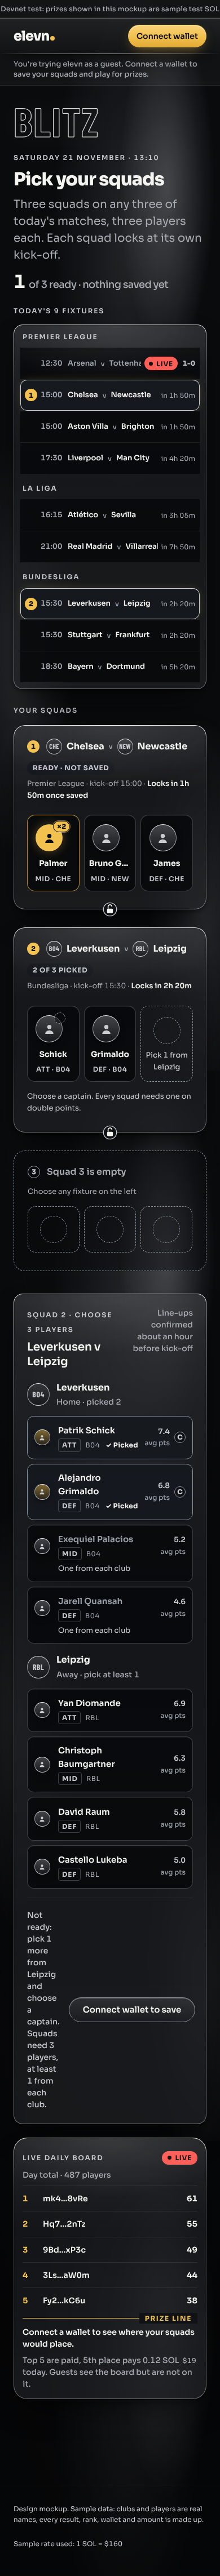 Devnet test: prizes shown in this mockup are sample test SOL
elevn.
Connect wallet
You're trying elevn as a guest. Connect a wallet to
save your squads and play for prizes.
BLITZ
SATURDAY 21 NOVEMBER · 13:10
Pick your squads
Three squads on any three of
today's matches, three players
each. Each squad locks at its own
kick-off.
1 of 3 ready · nothing saved yet
TODAY'S 9 FIXTURES
PREMIER LEAGUE
12:30 Arsenal v Tottenha LIVE 1-0
1 15:00 Chelsea v Newcastle in 1h 50m
15:00 Aston Villa v Brighton in 1h 50m
17:30 Liverpool v Man City in 4h 20m
LA LIGA
16:15 Atlético v Sevilla in 3h 05m
21:00 Real Madrid v Villarreal in 7h 50m
BUNDESLIGA
2 15:30 Leverkusen v Leipzig in 2h 20m
15:30 Stuttgart v Frankfurt in 2h 20m
18:30 Bayern v Dortmund in 5h 20m
YOUR SQUADS
1 CHE Chelsea v NEW Newcastle
READY · NOT SAVED
Premier League · kick-off 15:00 · Locks in 1h
50m once saved
×2
Palmer
MID · CHE
Bruno G...
MID · NEW
James
DEF · CHE
2 B04 Leverkusen v RBL Leipzig
2 OF 3 PICKED
Bundesliga · kick-off 15:30 · Locks in 2h 20m
Schick
ATT · B04
Grimaldo
DEF · B04
Pick 1 from
Leipzig
Choose a captain. Every squad needs one on
double points.
3 Squad 3 is empty
Choose any fixture on the left
SQUAD 2 · CHOOSE
3 PLAYERS
Leverkusen v
Leipzig
Line-ups
confirmed
about an hour
before kick-off
B04 Leverkusen
Home · picked 2
Patrik Schick
ATT B04 ✓ Picked
7.4
avg pts
C
Alejandro
Grimaldo
DEF B04 ✓ Picked
6.8
avg pts
C
Exequiel Palacios
MID B04
One from each club
5.2
avg pts
Jarell Quansah
DEF B04
One from each club
4.6
avg pts
RBL Leipzig
Away · pick at least 1
Yan Diomande
ATT RBL
6.9
avg pts
Christoph
Baumgartner
MID RBL
6.3
avg pts
David Raum
DEF RBL
5.8
avg pts
Castello Lukeba
DEF RBL
5.0
avg pts
Not
ready:
pick 1
more
from
Leipzig
and
choose
a
captain.
Squads
need 3
players,
at least
1 from
each
club.
Connect wallet to save
LIVE DAILY BOARD
LIVE
Day total · 487 players
1 mk4...8vRe 61
2 Hq7...2nTz 55
3 9Bd...xP3c 49
4 3Ls...aW0m 44
5 Fy2...kC6u 38
PRIZE LINE
Connect wallet to see where your squads
would place.
Top 5 are paid, 5th place pays 0.12 SOL $19
today. Guests see the board but are not on
it.
Design mockup. Sample data: clubs and players are real
names, every result, rank, wallet and amount is made up.
Sample rate used: 1 SOL = $160